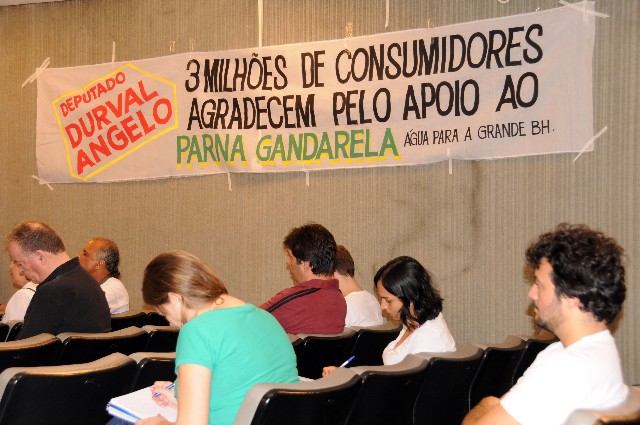 DEPUTADO
DURVAL
ANGELO
3 MILHÕES DE CONSUMIDORES
AGRADECEM PELO APOIO AO
PARNA GANDARELA ÁGUA PARA A GRANDE BH.